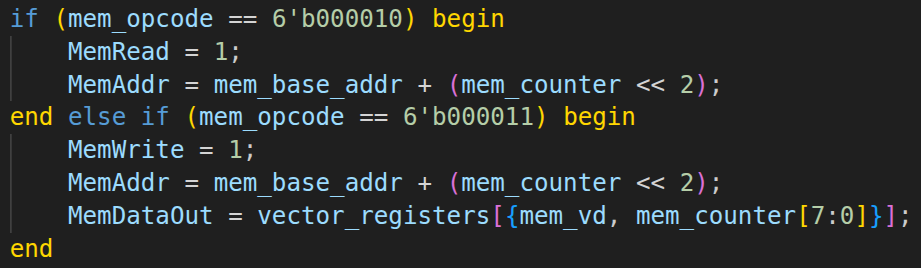 if (mem_opcode == 6'b000010) begin
    MemRead = 1;
    MemAddr = mem_base_addr + (mem_counter << 2);
end else if (mem_opcode == 6'b000011) begin
    MemWrite = 1;
    MemAddr = mem_base_addr + (mem_counter << 2);
    MemDataOut = vector_registers[{mem_vd, mem_counter[7:0]}];
end